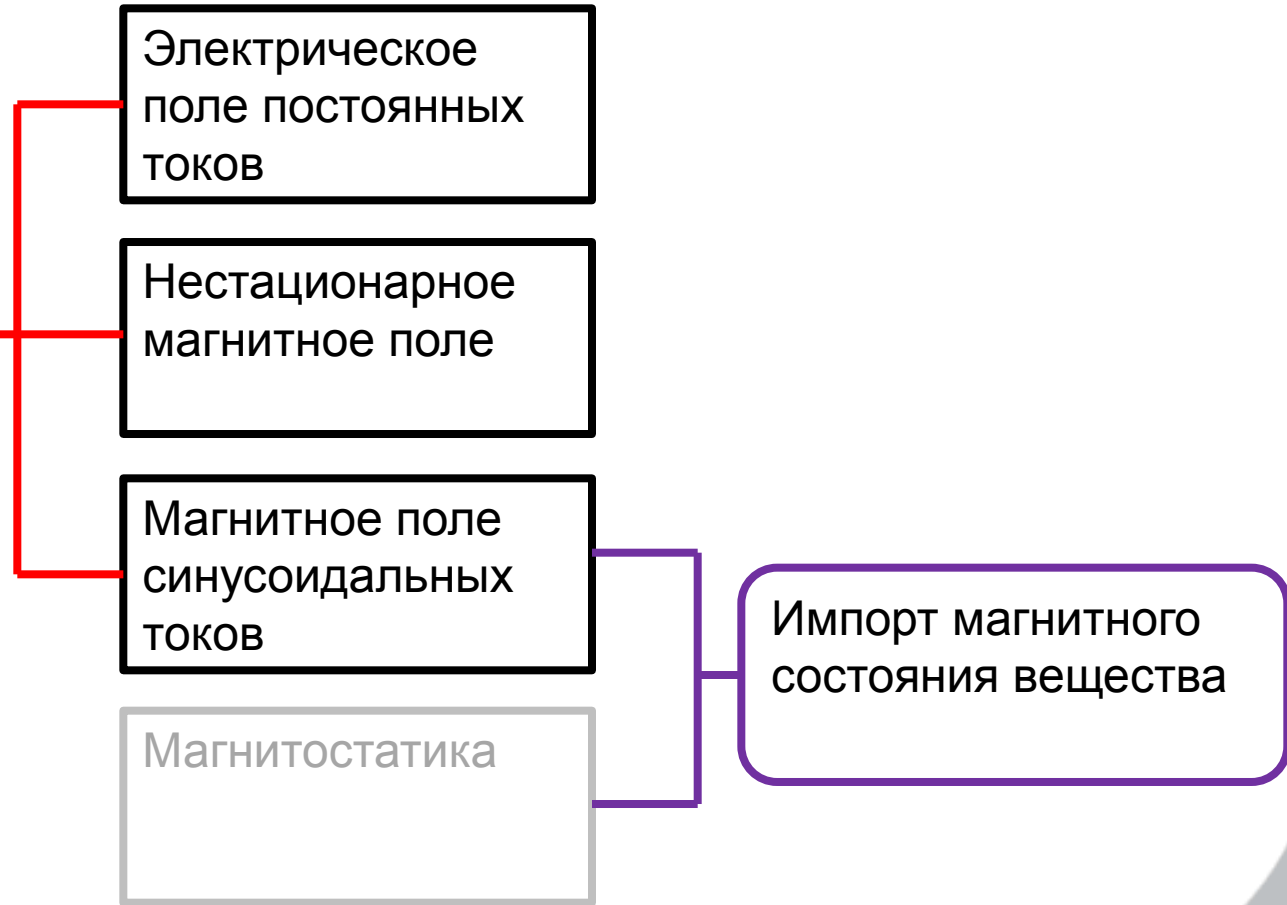 Электрическое
поле постоянных
токов
Нестационарное
магнитное поле
Магнитное поле
синусоидальных
токов
Импорт магнитного
состояния вещества
Магнитостатика